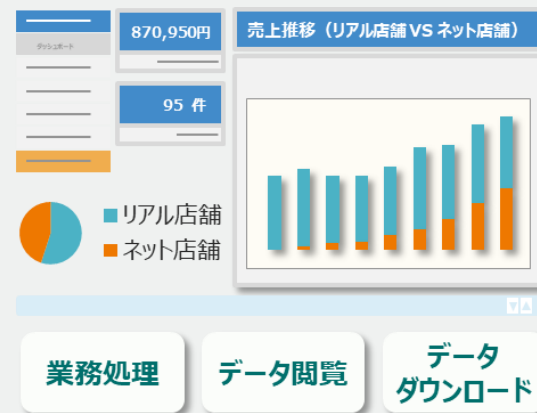 870,950円
売上推移（リアル店舗 VS ネット店舗）
ダッシュボード
95 件
リアル店舗
ネット店舗
業務処理
データ閲覧
データ
ダウンロード